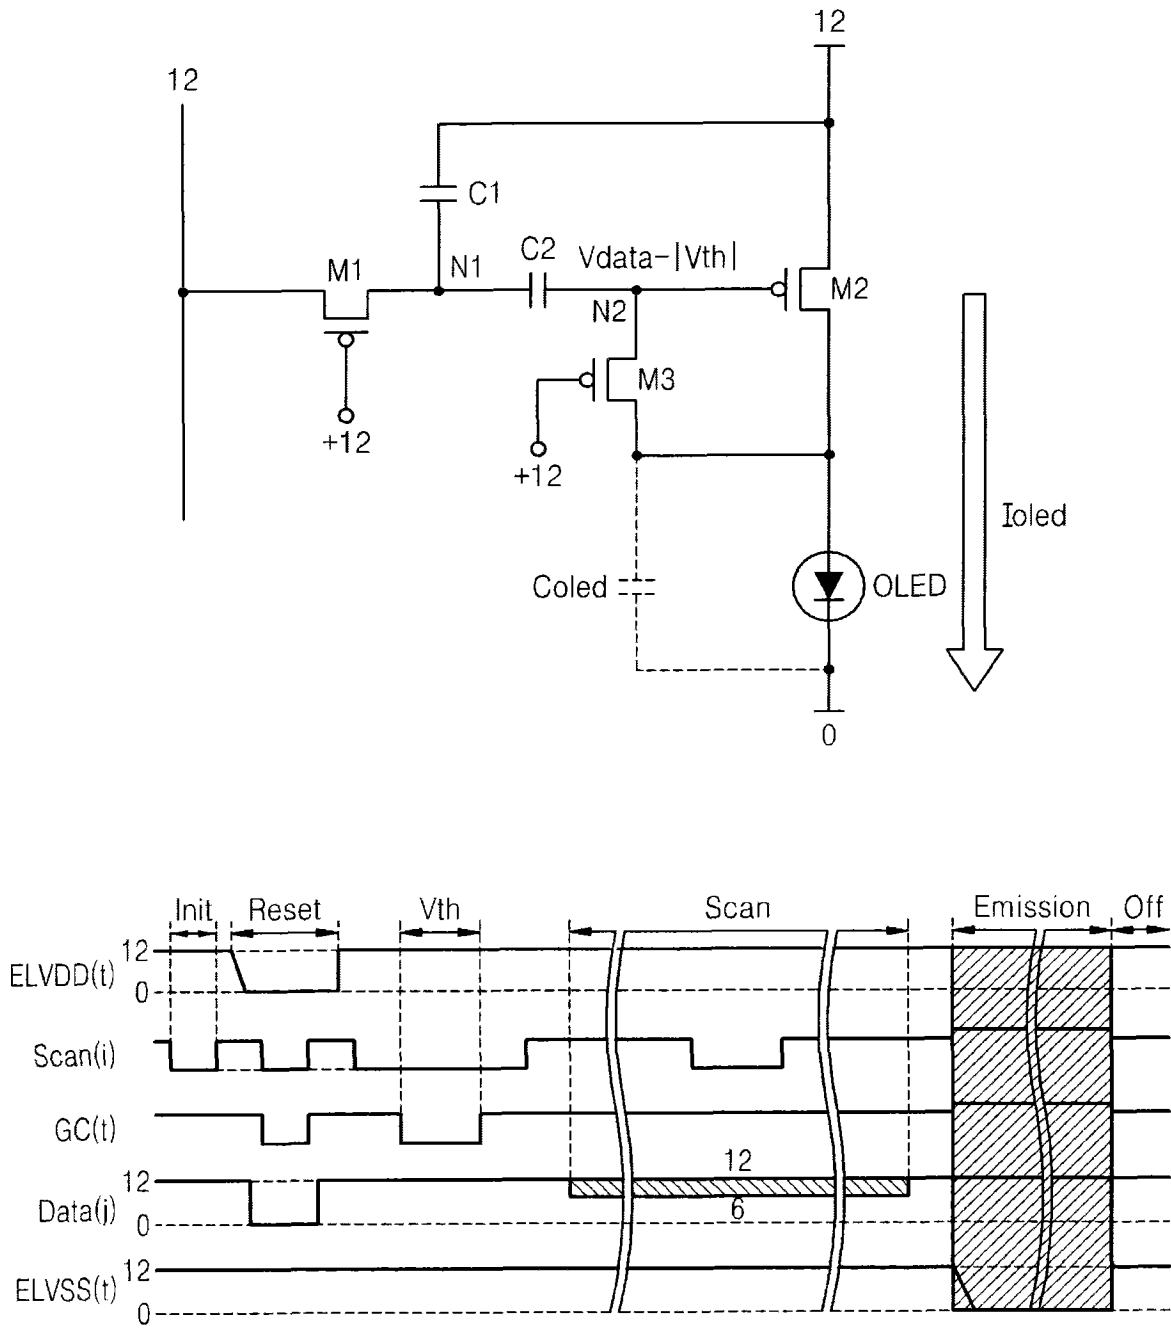 12
12
C1
M1
N1
C2
Vdata-|Vth|
N2
M2
M3
+12
+12
Ioled
Coled
OLED
0
Init
Reset
Vth
Scan
Emission
Off
ELVDD(t)
12
0
Scan(i)
GC(t)
Data(j)
12
0
12
6
ELVSS(t)
12
0